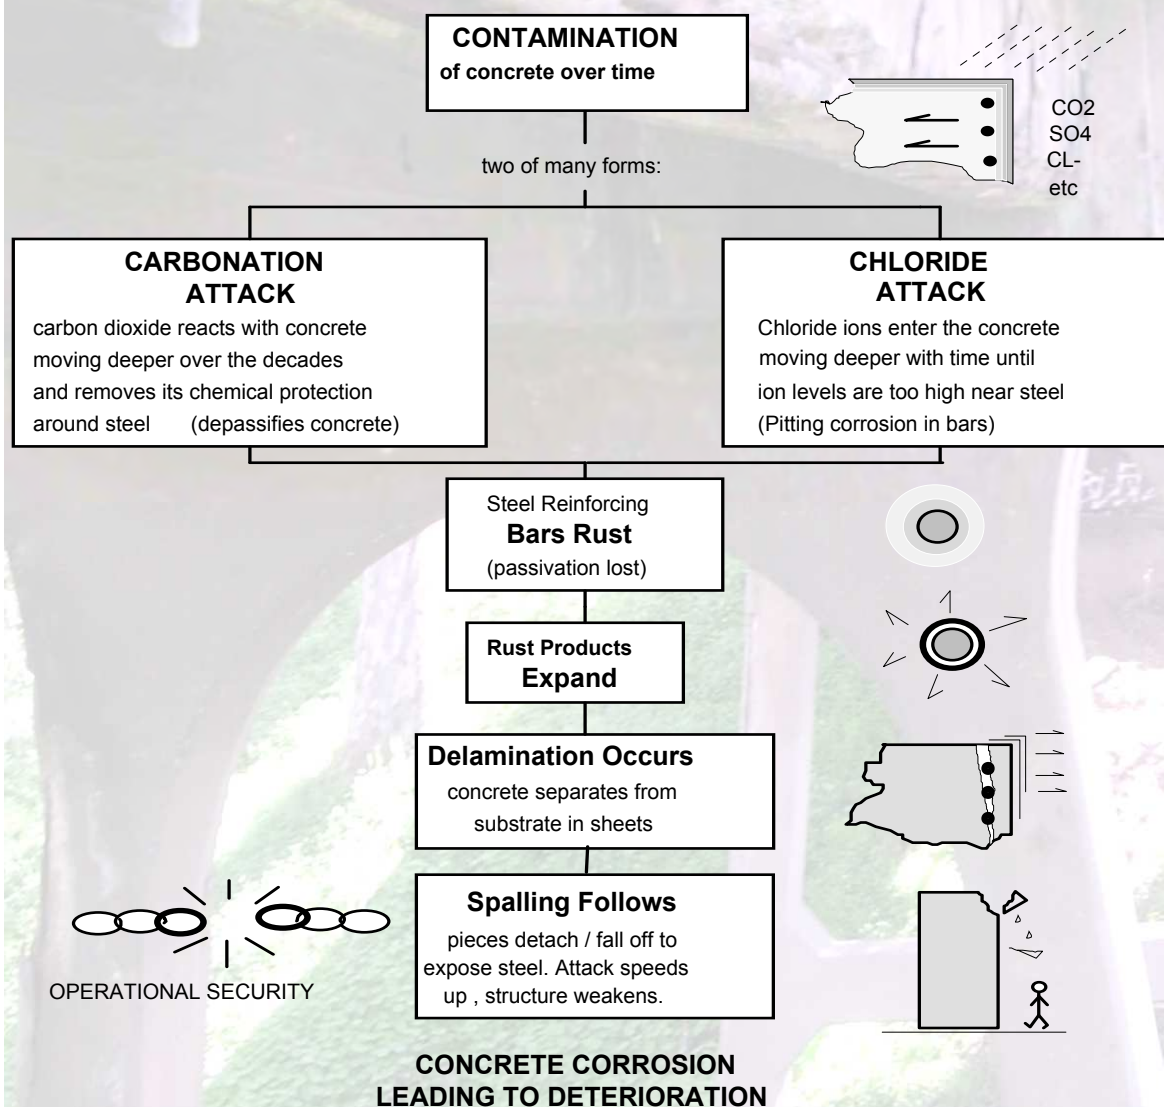 CONTAMINATION
of concrete over time
CO2
SO4
CL-
etc
two of many forms:
CARBONATION
ATTACK
carbon dioxide reacts with concrete
moving deeper over the decades
and removes its chemical protection
around steel (depassifies concrete)
CHLORIDE
ATTACK
Chloride ions enter the concrete
moving deeper with time until
ion levels are too high near steel
(Pitting corrosion in bars)
Steel Reinforcing
Bars Rust
(passivation lost)
Rust Products
Expand
Delamination Occurs
concrete separates from
substrate in sheets
Spalling Follows
pieces detach / fall off to
expose steel. Attack speeds
up , structure weakens.
OPERATIONAL SECURITY
CONCRETE CORROSION
LEADING TO DETERIORATION